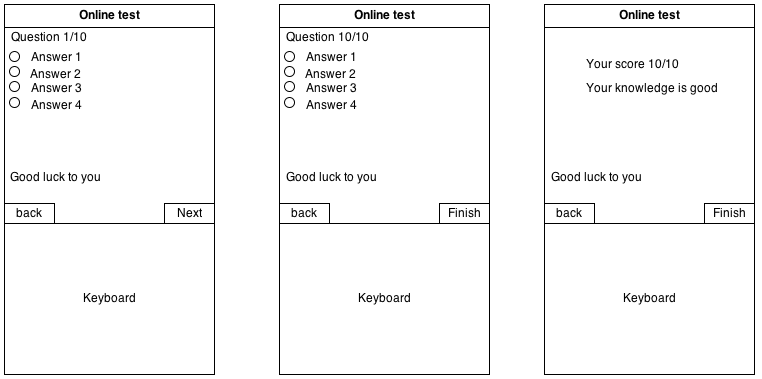 Online test
Question 1/10
Answer 1
Answer 2
Answer 3
Answer 4
Good luck to you
back
Next
Keyboard
Online test
Question 10/10
Answer 1
Answer 2
Answer 3
Answer 4
Good luck to you
back
Finish
Keyboard
Online test
Your score 10/10
Your knowledge is good
Good luck to you
back
Finish
Keyboard